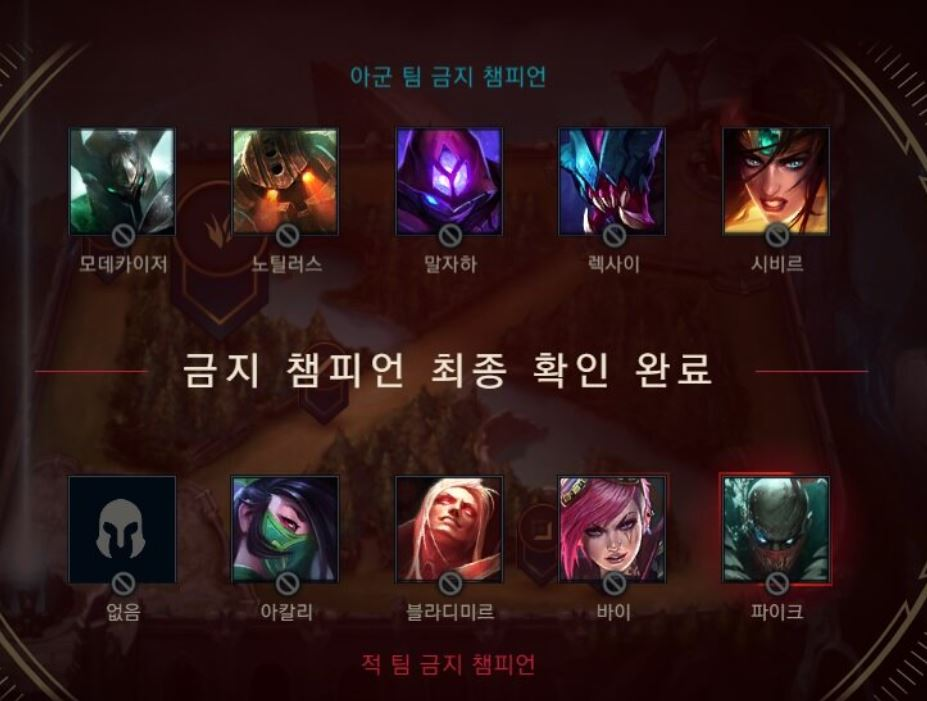 아군 팀 금지 챔피언
모데카이저 노틸러스 말자하 렉사이 시비르
금지 챔피언 최종 확인 완료
없음 아칼리 블라디미르 바이 파이크
적 팀 금지 챔피언